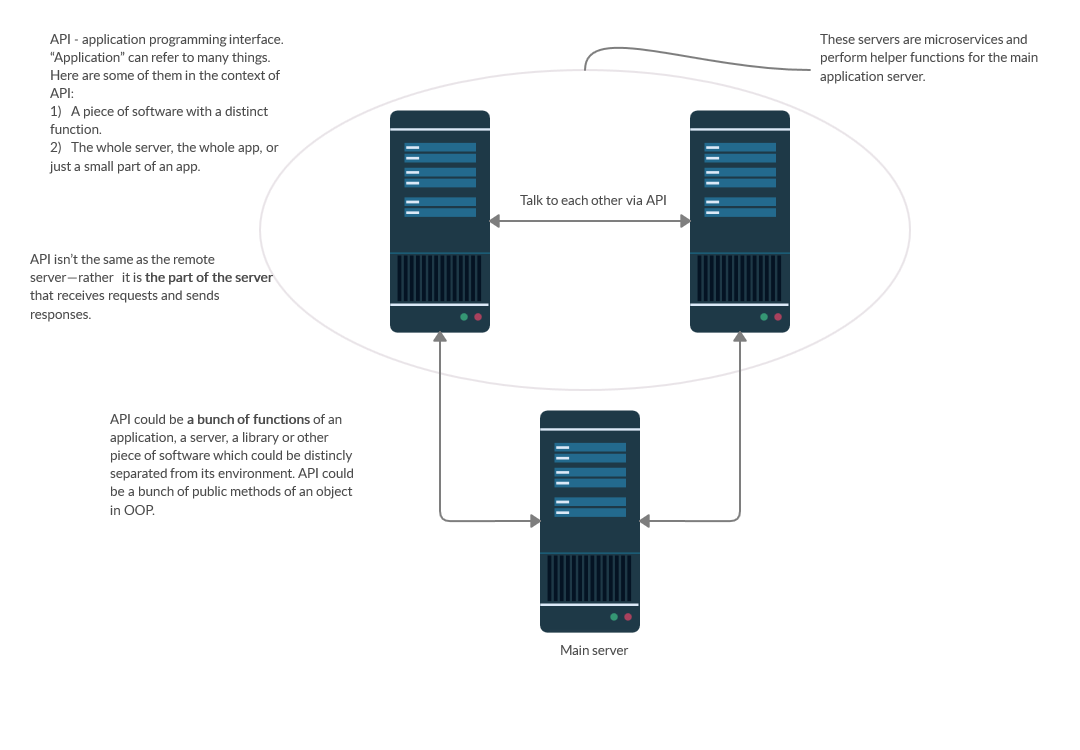 API - application programming interface.
“Application” can refer to many things.
Here are some of them in the context of
API:
1) A piece of software with a distinct
function.
2) The whole server, the whole app, or
just a small part of an app.
These servers are microservices and
perform helper functions for the main
application server.
Talk to each other via API
API isn’t the same as the remote
server—rather it is the part of the server
that receives requests and sends
responses.
API could be a bunch of functions of an
application, a server, a library or other
piece of software which could be distincly
separated from its environment. API could
be a bunch of public methods of an object
in OOP.
Main server